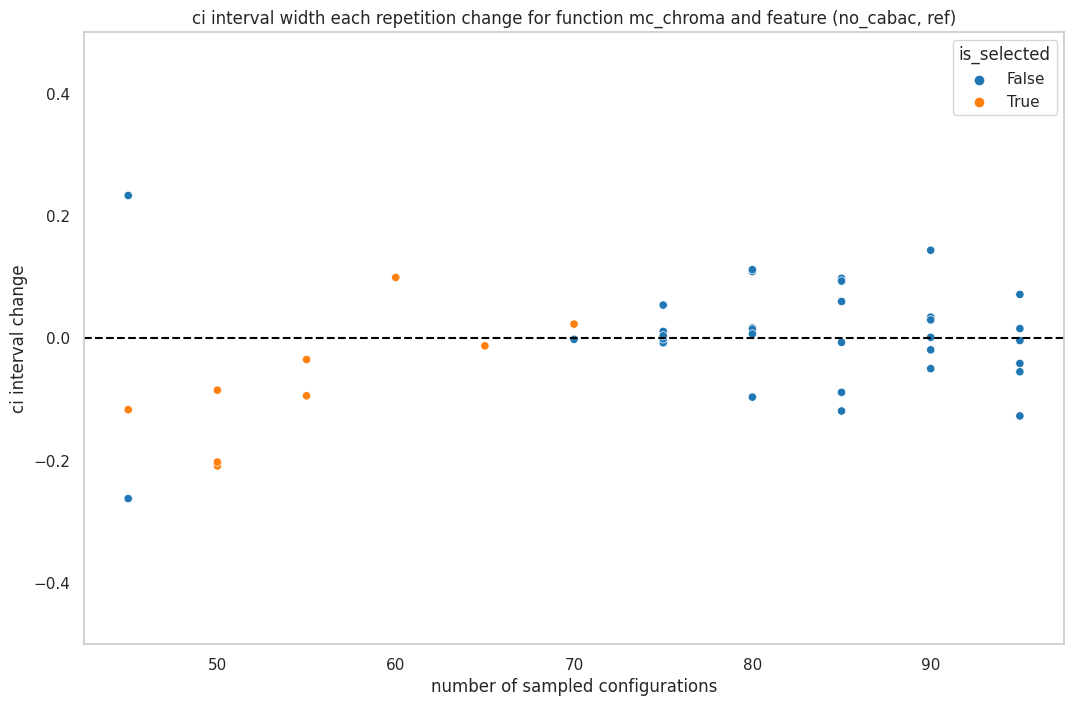 ci interval width each repetition change for function mc_chroma and feature (no_cabac, ref)
is_selected
False
True
ci interval change
0.4
0.2
0.0
−0.2
−0.4
50
60
70
80
90
number of sampled configurations